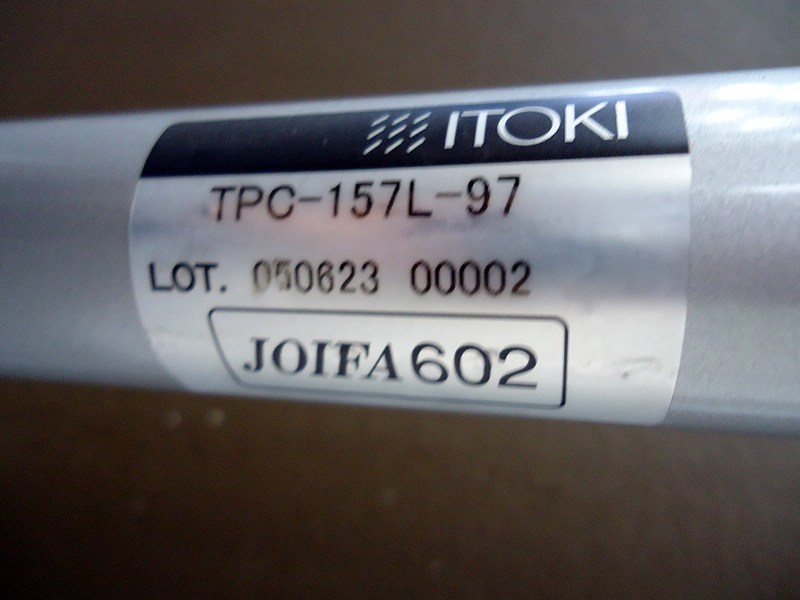 ITOKI
TPC-157L-97
LOT. 050623 00002
JOIFA602